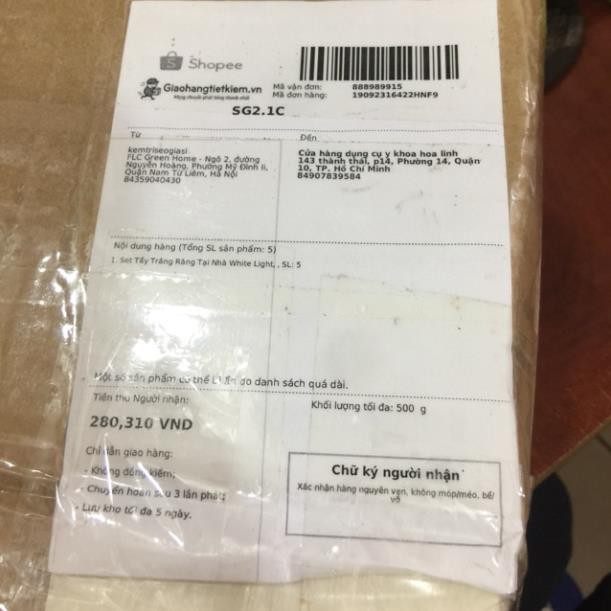 Shopee
Giaohangtietkiem.vn
Mã vận đơn: 888989915
Mã đơn hàng: 19092316422HNF9
SG2.1C
Từ
kemtriseogiasi
FLC Green Home - Ngõ 2, đường
Nguyễn Hoàng, Phường Mỹ Đình Ii,
Quận Nam Từ Liêm, Hà Nội
84359040430
Đến
Cửa hàng dụng cụ y khoa hoa linh
143 thành thái, p14, Phường 14, Quận
10, TP. Hồ Chí Minh
84907839584
Nội dung hàng (Tổng SL sản phẩm: 5)
1. Set Tẩy Trắng Răng Tại Nhà White Light, , SL: 5
Một số sản phẩm có thể bị ẩn do danh sách quá dài.
Tiền thu Người nhận:
280,310 VND
Khối lượng tối đa: 500 g
Chỉ dẫn giao hàng:
- Không đồng kiểm;
- Chuyển hoàn sau 3 lần phát;
- Lưu kho tối đa 5 ngày.
Chữ ký người nhận
Xác nhận hàng nguyên vẹn, không móp/méo, bể/
vỡ